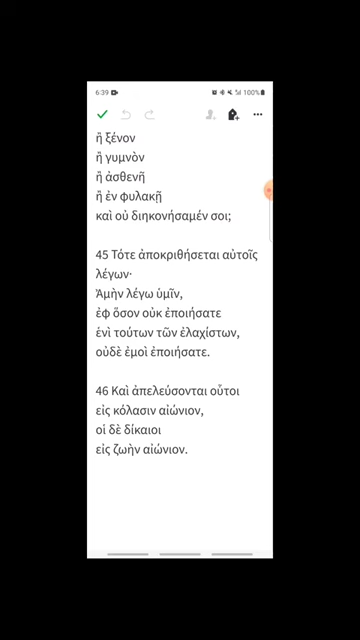 6:39
100%
ἢ ξένον
ἢ γυμνὸν
ἢ ἀσθενῆ
ἢ ἐν φυλακῇ
καὶ οὐ διηκονήσαμέν σοι;
45 Τότε ἀποκριθήσεται αὐτοῖς
λέγων·
Ἀμὴν λέγω ὑμῖν,
ἐφ ὅσον οὐκ ἐποιήσατε
ἑνὶ τούτων τῶν ἐλαχίστων,
οὐδὲ ἐμοὶ ἐποιήσατε.
46 Καὶ ἀπελεύσονται οὗτοι
εἰς κόλασιν αἰώνιον,
οἱ δὲ δίκαιοι
εἰς ζωὴν αἰώνιον.